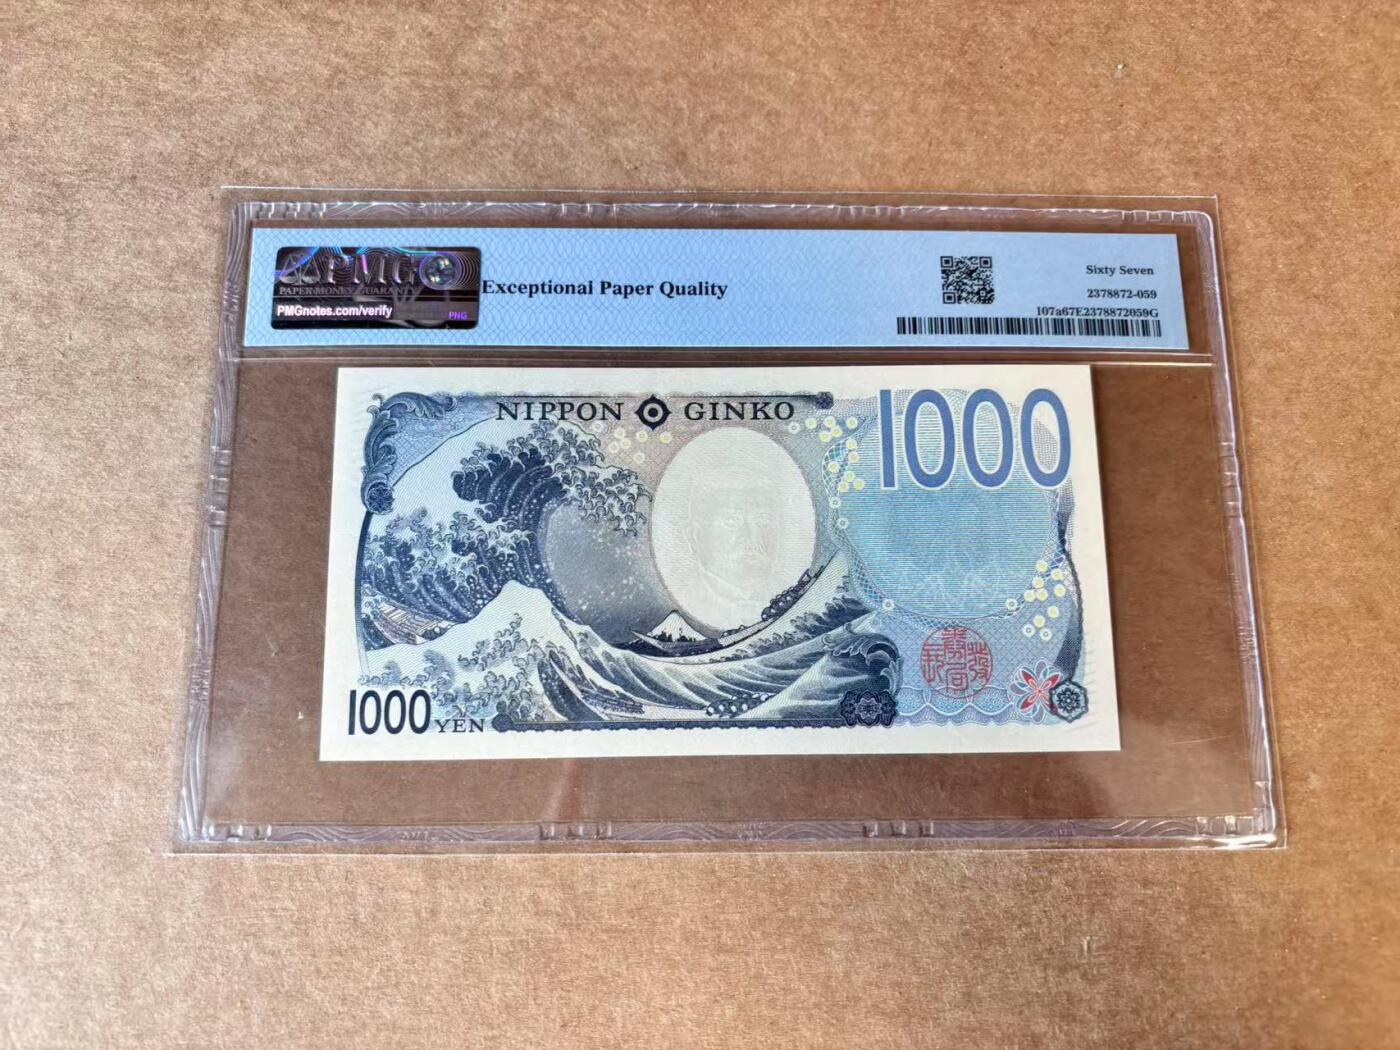 PMG
PAPER MONEY GUARANTY
PMGnotes.com/verify
PNG
Exceptional Paper Quality
Sixty Seven
2378872-059
107a67E2378872059G
NIPPON GINKO
1000
1000 YEN